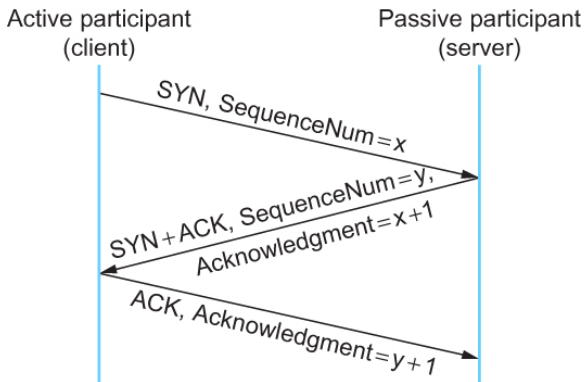 Active participant
(client)
Passive participant
(server)
SYN, SequenceNum=x
SYN+ACK, SequenceNum=y,
Acknowledgment=x+1
ACK, Acknowledgment=y+1